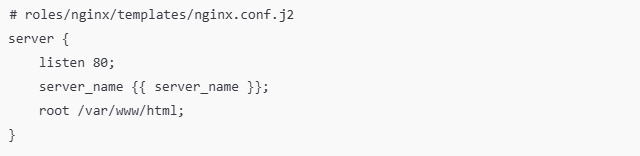 # roles/nginx/templates/nginx.conf.j2
server {
    listen 80;
    server_name {{ server_name }};
    root /var/www/html;
}